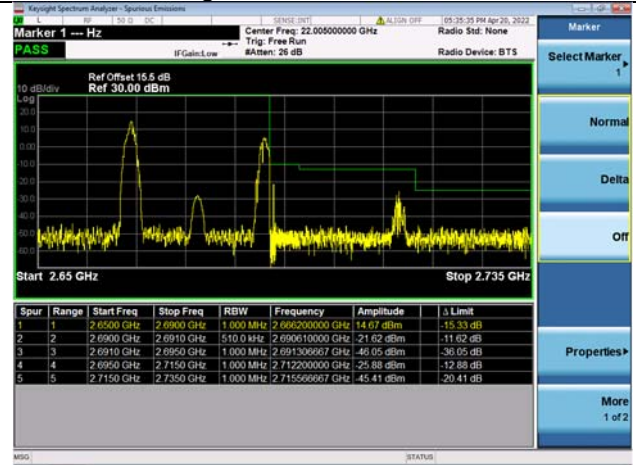 Keysight Spectrum Analyzer - Spurious Emissions
L RF 50 Ω DC SENSE:INT ALIGN OFF 05:35:35 PM Apr 20, 2022
Marker 1 --- Hz
Center Freq: 22.005000000 GHz
Radio Std: None
Trig: Free Run
PASS
IFGain:Low
#Atten: 26 dB
Radio Device: BTS
Ref Offset 15.5 dB
10 dB/div Ref 30.00 dBm
Log
20.0
10.0
0.00
-10.0
-20.0
-30.0
-40.0
-50.0
-60.0
Start 2.65 GHz Stop 2.735 GHz
Spur Range Start Freq Stop Freq RBW Frequency Amplitude Δ Limit
1 1 2.6500 GHz 2.6900 GHz 1.000 MHz 2.666200000 GHz 14.67 dBm -15.33 dB
2 2 2.6900 GHz 2.6910 GHz 510.0 kHz 2.690610000 GHz -21.62 dBm -11.62 dB
3 3 2.6910 GHz 2.6950 GHz 1.000 MHz 2.691306667 GHz -46.05 dBm -36.05 dB
4 4 2.6950 GHz 2.7150 GHz 1.000 MHz 2.712200000 GHz -25.88 dBm -12.88 dB
5 5 2.7150 GHz 2.7350 GHz 1.000 MHz 2.715566667 GHz -45.41 dBm -20.41 dB
MSG STATUS
Marker
Select Marker
1
Normal
Delta
Off
Properties
More
1 of 2